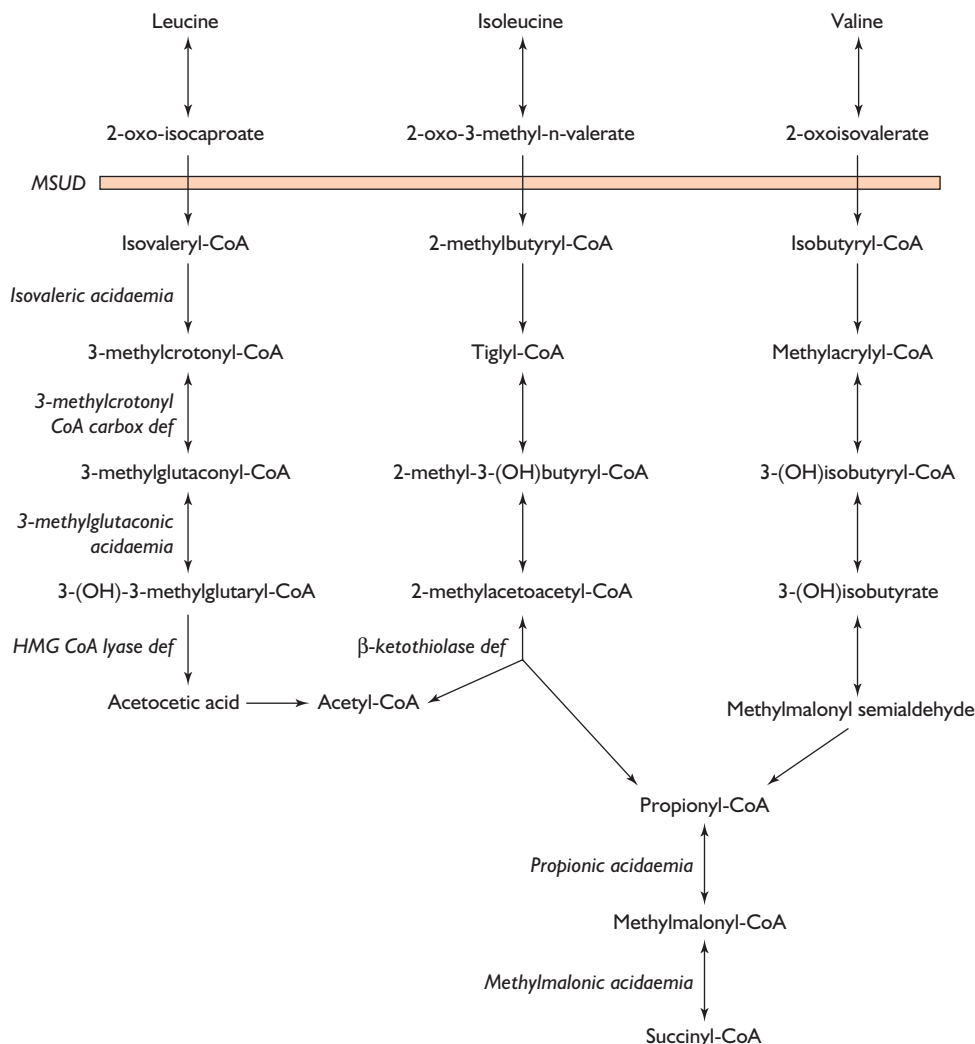 Leucine
Isoleucine
Valine
2-oxo-isocaproate
2-oxo-3-methyl-n-valerate
2-oxoisovalerate
MSUD
Isovaleryl-CoA
2-methylbutyryl-CoA
Isobutyryl-CoA
Isovaleric acidaemia
3-methylcrotonyl-CoA
Tiglyl-CoA
Methylacrylyl-CoA
3-methylcrotonyl
CoA carbox def
3-methylglutaconyl-CoA
2-methyl-3-(OH)butyryl-CoA
3-(OH)isobutyryl-CoA
3-methylglutaconic
acidaemia
3-(OH)-3-methylglutaryl-CoA
2-methylacetoacetyl-CoA
3-(OH)isobutyrate
HMG CoA lyase def
β-ketothiolase def
Acetocetic acid
Acetyl-CoA
Methylmalonyl semialdehyde
Propionyl-CoA
Propionic acidaemia
Methylmalonyl-CoA
Methylmalonic acidaemia
Succinyl-CoA